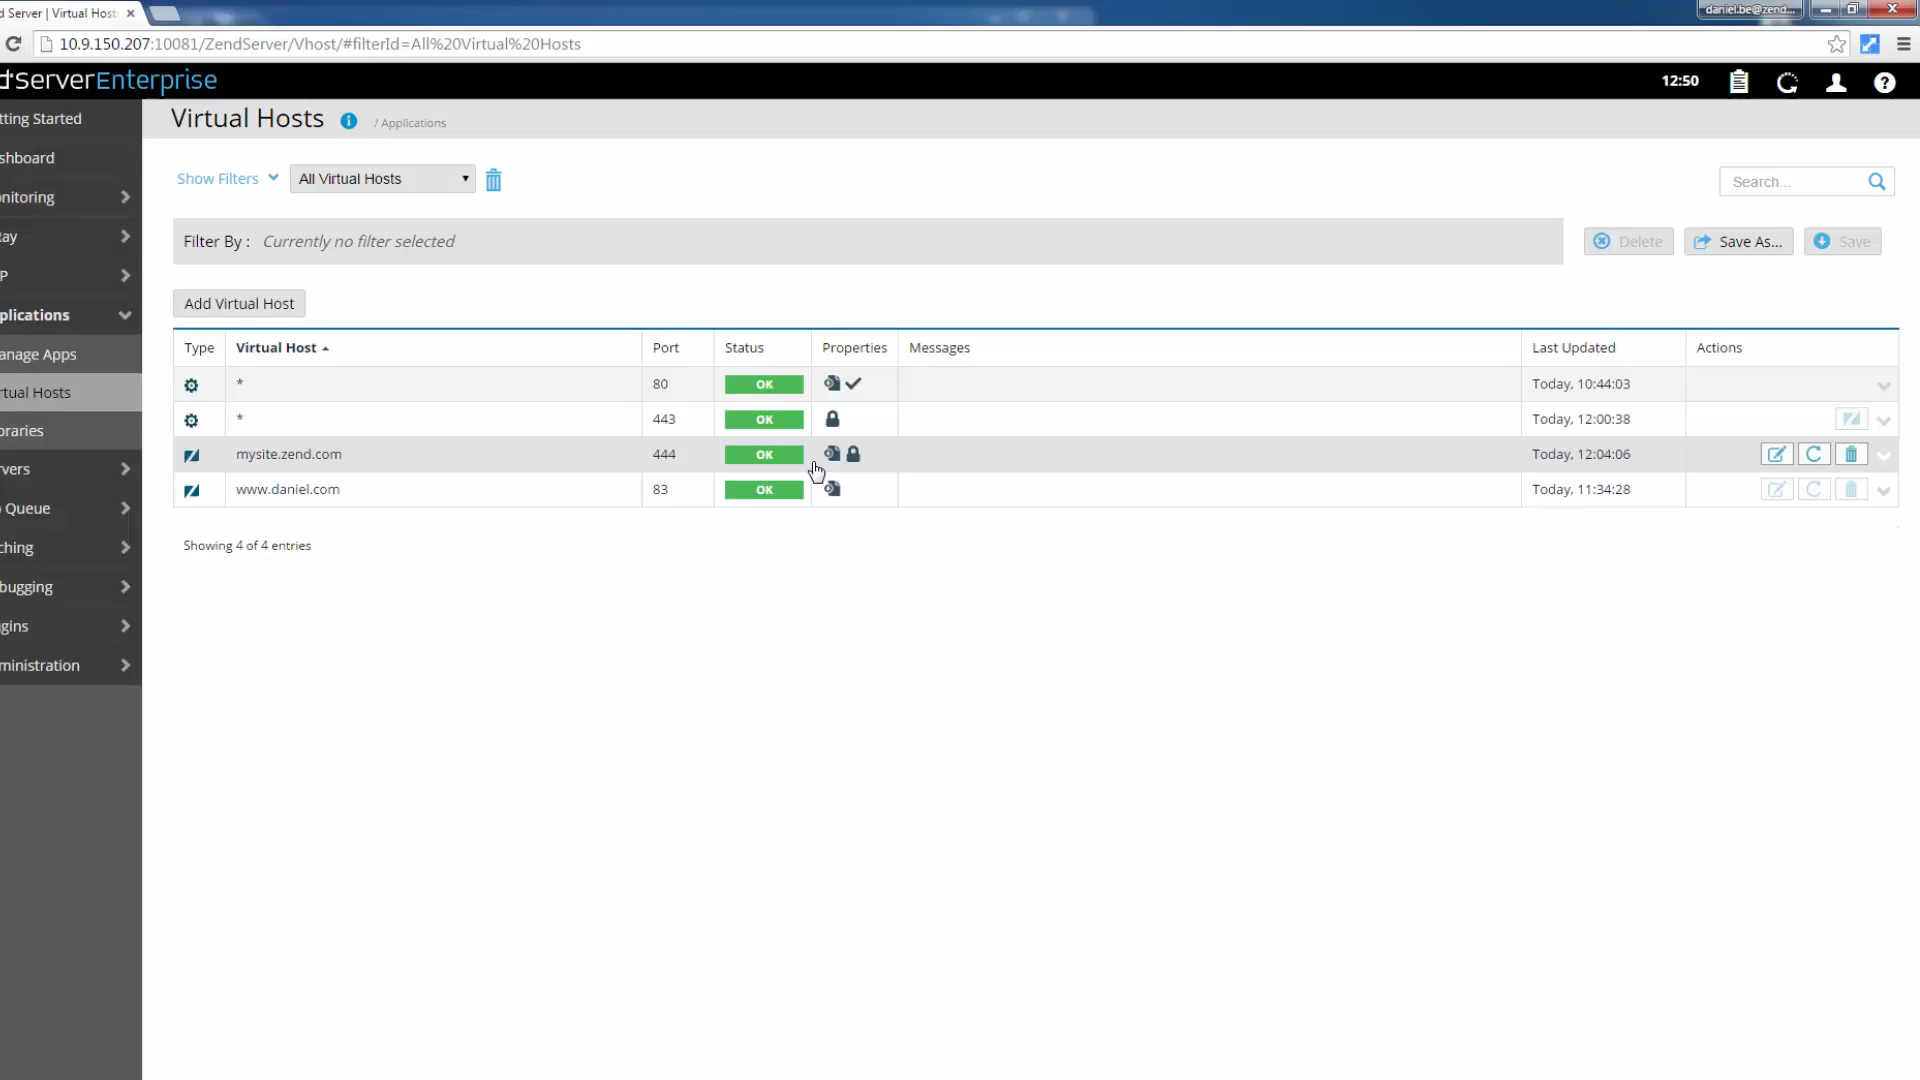 d Server | Virtual Host
daniel.be@zend...
10.9.150.207:10081/ZendServer/Vhost/#filterId=All%20Virtual%20Hosts
dServerEnterprise
12:50
tting Started
shboard
onitoring
Ray
P
plications
anage Apps
rtual Hosts
braries
rvers
Queue
ching
bugging
gins
ministration
Virtual Hosts / Applications
Show Filters All Virtual Hosts
Search...
Filter By : Currently no filter selected
Delete Save As... Save
Add Virtual Host
Type Virtual Host Port Status Properties Messages Last Updated Actions
* 80 OK Today, 10:44:03
* 443 OK Today, 12:00:38
mysite.zend.com 444 OK Today, 12:04:06
www.daniel.com 83 OK Today, 11:34:28
Showing 4 of 4 entries